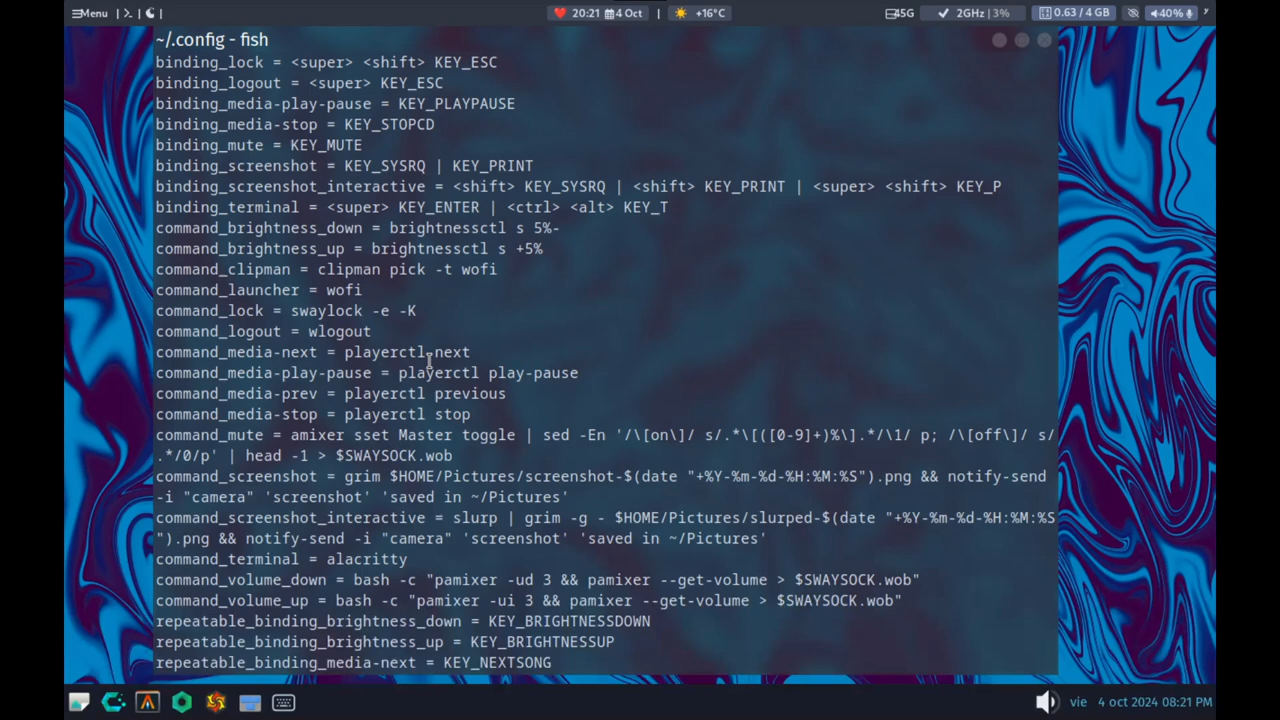 Menu | >_ | |
20:21 4 Oct | +16°C
45G 2GHz | 3% 0.63 / 4 GB 40%
~/.config - fish
binding_lock = <super> <shift> KEY_ESC
binding_logout = <super> KEY_ESC
binding_media-play-pause = KEY_PLAYPAUSE
binding_media-stop = KEY_STOPCD
binding_mute = KEY_MUTE
binding_screenshot = KEY_SYSRQ | KEY_PRINT
binding_screenshot_interactive = <shift> KEY_SYSRQ | <shift> KEY_PRINT | <super> <shift> KEY_P
binding_terminal = <super> KEY_ENTER | <ctrl> <alt> KEY_T
command_brightness_down = brightnessctl s 5%-
command_brightness_up = brightnessctl s +5%
command_clipman = clipman pick -t wofi
command_launcher = wofi
command_lock = swaylock -e -K
command_logout = wlogout
command_media-next = playerctl next
command_media-play-pause = playerctl play-pause
command_media-prev = playerctl previous
command_media-stop = playerctl stop
command_mute = amixer sset Master toggle | sed -En '/\[on\]/ s/.*\[([0-9]+)%\].*/\1/ p; /\[off\]/ s/
.*/0/p' | head -1 > $SWAYSOCK.wob
command_screenshot = grim $HOME/Pictures/screenshot-$(date "+%Y-%m-%d-%H:%M:%S").png && notify-send
-i "camera" 'screenshot' 'saved in ~/Pictures'
command_screenshot_interactive = slurp | grim -g - $HOME/Pictures/slurped-$(date "+%Y-%m-%d-%H:%M:%S
").png && notify-send -i "camera" 'screenshot' 'saved in ~/Pictures'
command_terminal = alacritty
command_volume_down = bash -c "pamixer -ud 3 && pamixer --get-volume > $SWAYSOCK.wob"
command_volume_up = bash -c "pamixer -ui 3 && pamixer --get-volume > $SWAYSOCK.wob"
repeatable_binding_brightness_down = KEY_BRIGHTNESSDOWN
repeatable_binding_brightness_up = KEY_BRIGHTNESSUP
repeatable_binding_media-next = KEY_NEXTSONG
vie 4 oct 2024 08:21 PM